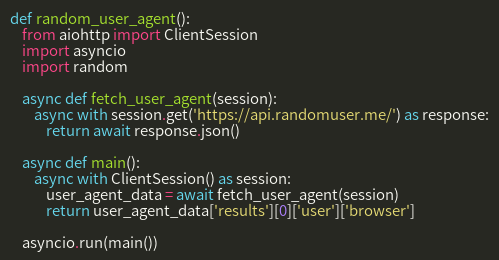 def random_user_agent():
from aiohttp import ClientSession
import asyncio
import random
async def fetch_user_agent(session):
async with session.get('https://api.randomuser.me/') as response:
return await response.json()
async def main():
async with ClientSession() as session:
user_agent_data = await fetch_user_agent(session)
return user_agent_data['results'][0]['user']['browser']
asyncio.run(main())